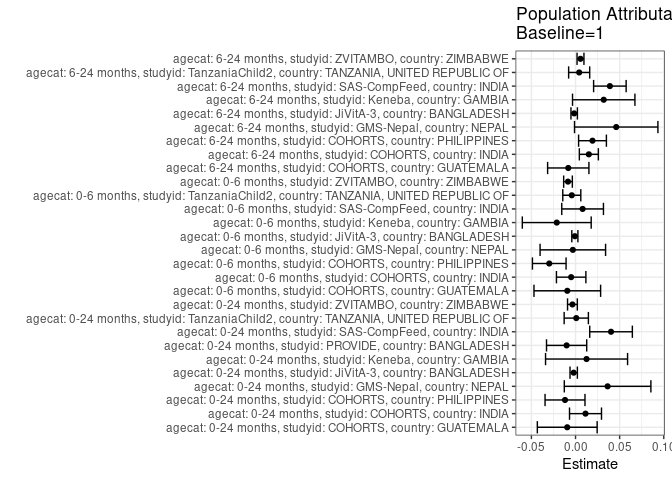 Population Attributa
Baseline=1
agecat: 6-24 months, studyid: ZVITAMBO, country: ZIMBABWE
agecat: 6-24 months, studyid: TanzaniaChild2, country: TANZANIA, UNITED REPUBLIC OF
agecat: 6-24 months, studyid: SAS-CompFeed, country: INDIA
agecat: 6-24 months, studyid: Keneba, country: GAMBIA
agecat: 6-24 months, studyid: JiVitA-3, country: BANGLADESH
agecat: 6-24 months, studyid: GMS-Nepal, country: NEPAL
agecat: 6-24 months, studyid: COHORTS, country: PHILIPPINES
agecat: 6-24 months, studyid: COHORTS, country: INDIA
agecat: 6-24 months, studyid: COHORTS, country: GUATEMALA
agecat: 0-6 months, studyid: ZVITAMBO, country: ZIMBABWE
agecat: 0-6 months, studyid: TanzaniaChild2, country: TANZANIA, UNITED REPUBLIC OF
agecat: 0-6 months, studyid: SAS-CompFeed, country: INDIA
agecat: 0-6 months, studyid: Keneba, country: GAMBIA
agecat: 0-6 months, studyid: JiVitA-3, country: BANGLADESH
agecat: 0-6 months, studyid: GMS-Nepal, country: NEPAL
agecat: 0-6 months, studyid: COHORTS, country: PHILIPPINES
agecat: 0-6 months, studyid: COHORTS, country: INDIA
agecat: 0-6 months, studyid: COHORTS, country: GUATEMALA
agecat: 0-24 months, studyid: ZVITAMBO, country: ZIMBABWE
agecat: 0-24 months, studyid: TanzaniaChild2, country: TANZANIA, UNITED REPUBLIC OF
agecat: 0-24 months, studyid: SAS-CompFeed, country: INDIA
agecat: 0-24 months, studyid: PROVIDE, country: BANGLADESH
agecat: 0-24 months, studyid: Keneba, country: GAMBIA
agecat: 0-24 months, studyid: JiVitA-3, country: BANGLADESH
agecat: 0-24 months, studyid: GMS-Nepal, country: NEPAL
agecat: 0-24 months, studyid: COHORTS, country: PHILIPPINES
agecat: 0-24 months, studyid: COHORTS, country: INDIA
agecat: 0-24 months, studyid: COHORTS, country: GUATEMALA
-0.05 0.00 0.05 0.10
Estimate